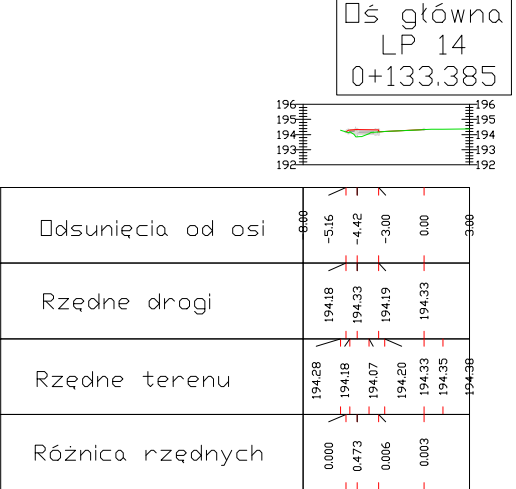 Oś główna
LP 14
0+133.385
196 196
195 195
194 194
193 193
192 192
Odsunięcia od osi -8.00 -5.16 -4.42 -3.00 0.00 3.00
Rzędne drogi 194.18 194.33 194.19 194.33
Rzędne terenu 194.28 194.18 194.07 194.20 194.33 194.35 194.38
Różnica rzędnych 0.000 0.473 0.006 0.003